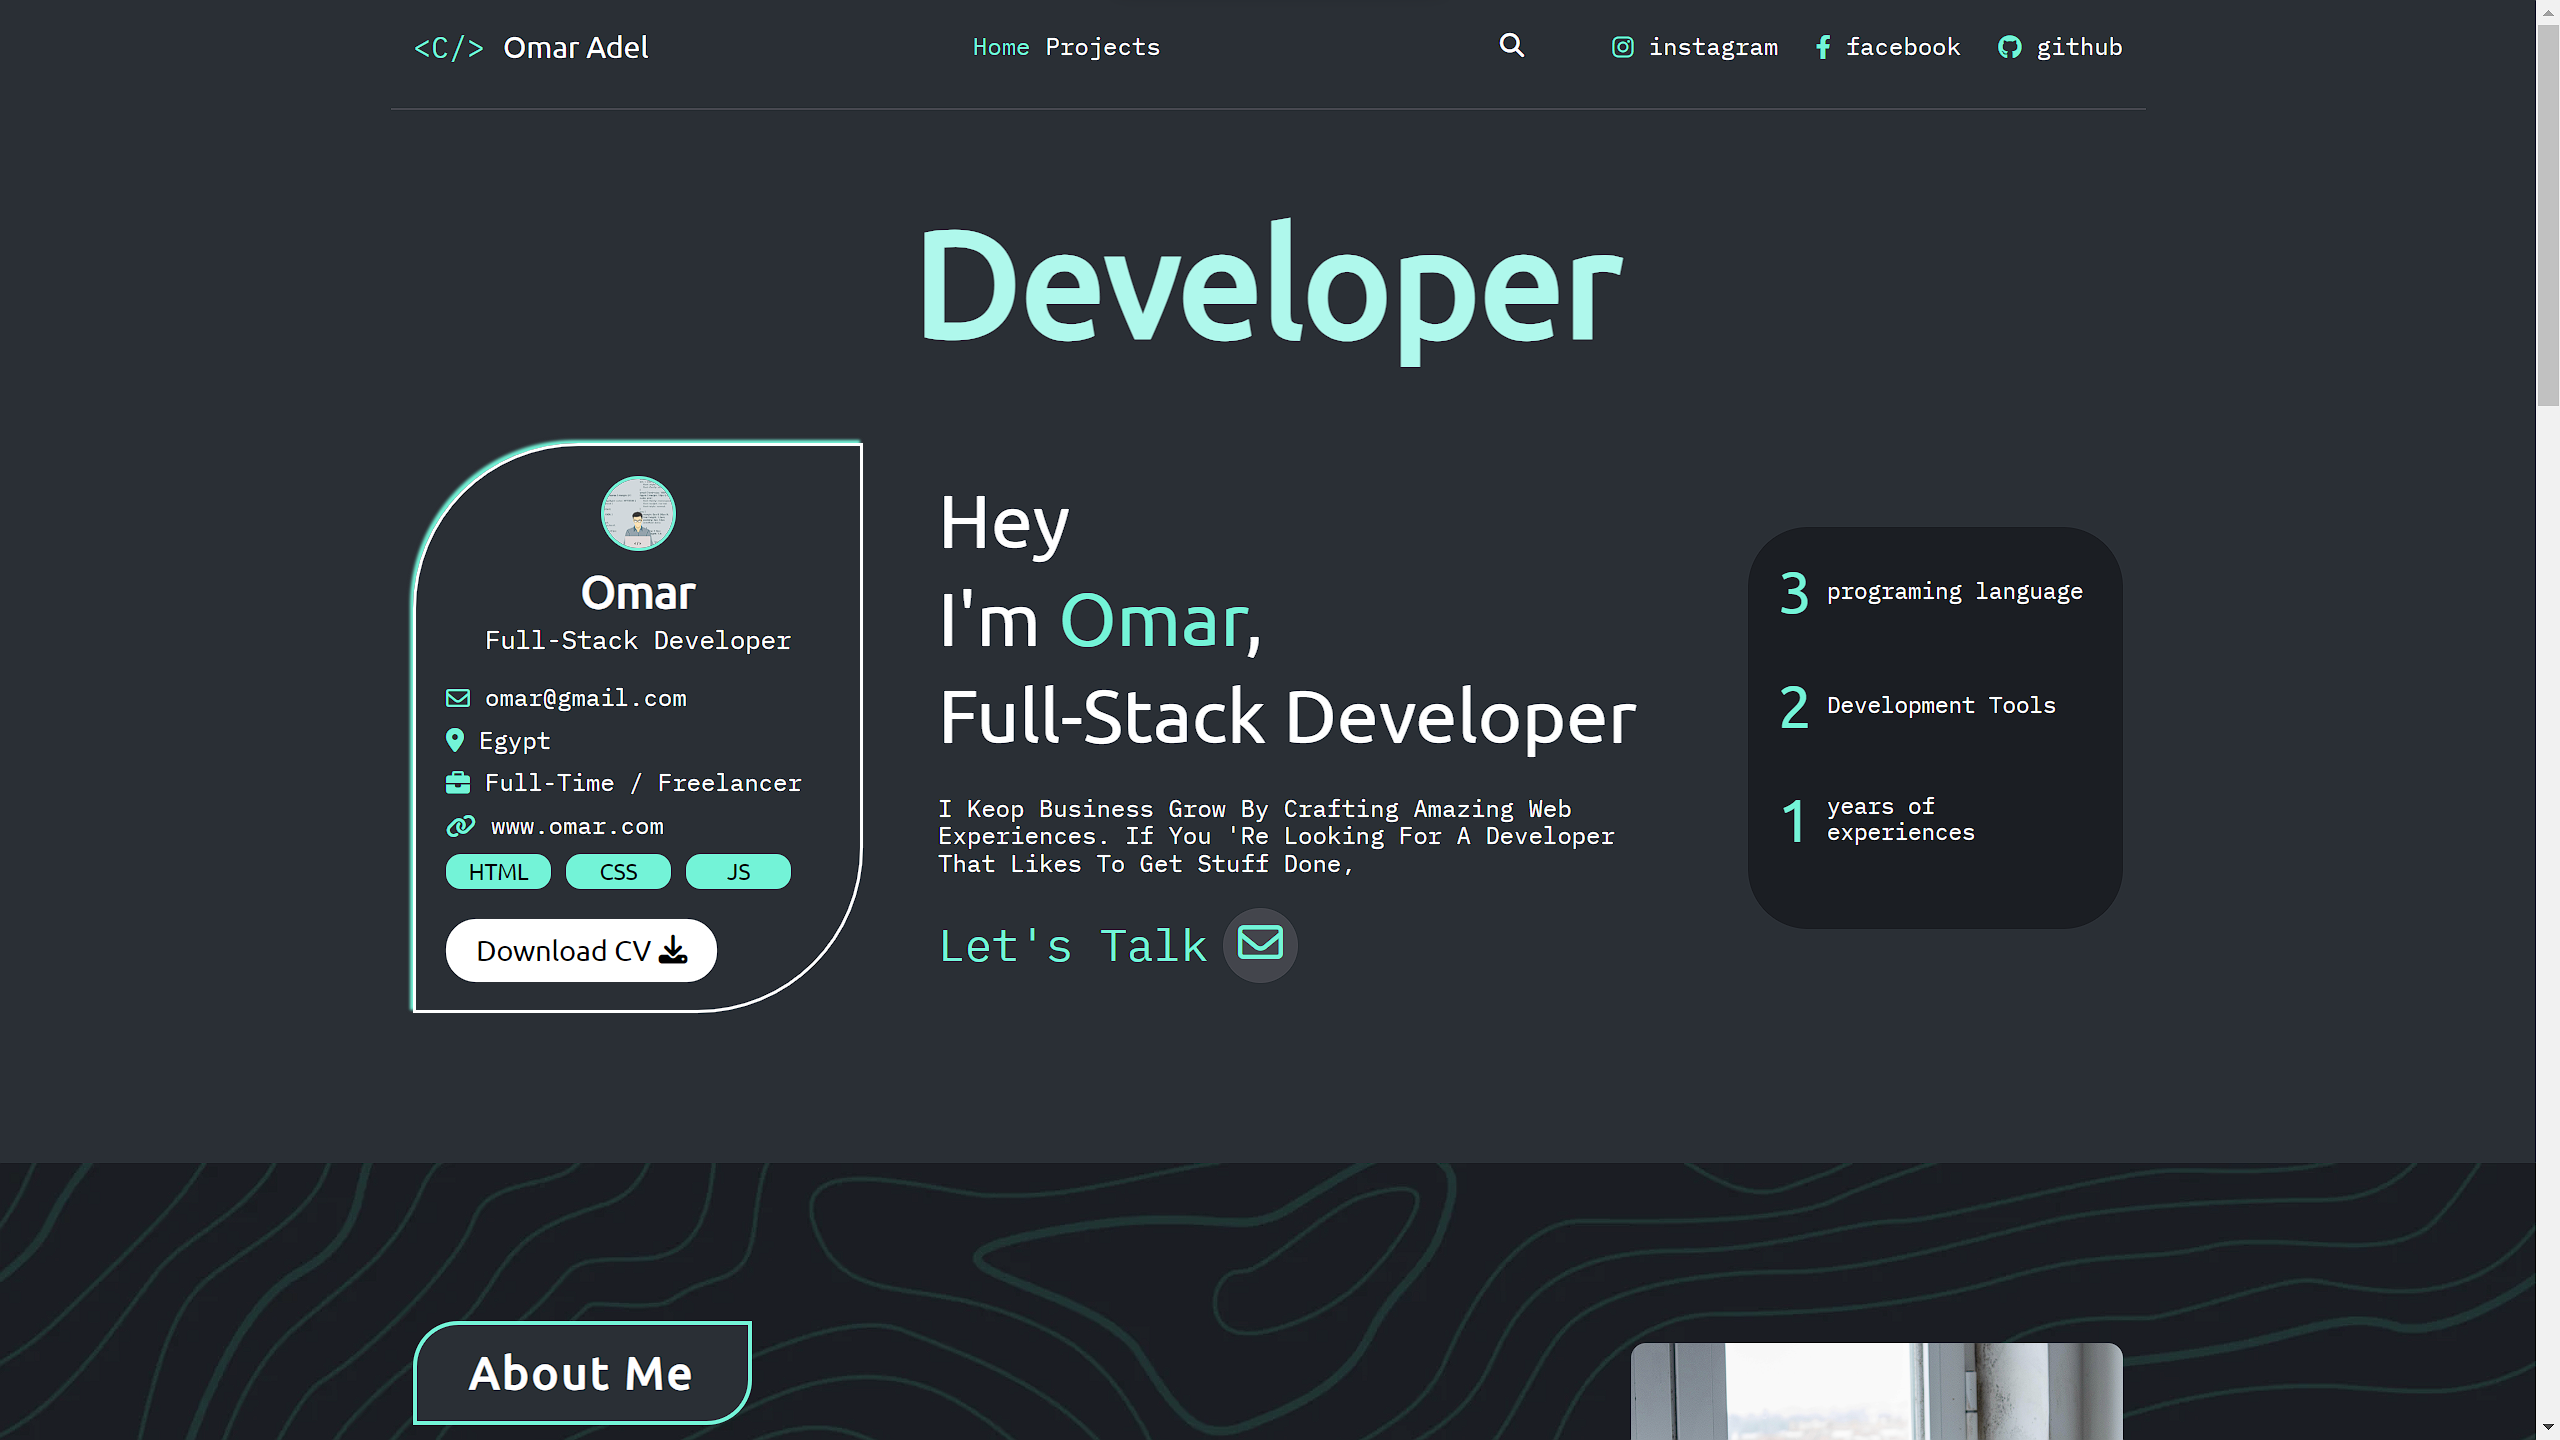 <C/> Omar Adel
Home Projects
instagram facebook github
Developer
Omar
Full-Stack Developer
omar@gmail.com
Egypt
Full-Time / Freelancer
www.omar.com
HTML CSS JS
Download CV
Hey
I'm Omar,
Full-Stack Developer
I Keop Business Grow By Crafting Amazing Web
Experiences. If You 'Re Looking For A Developer
That Likes To Get Stuff Done,
Let's Talk
3 programing language
2 Development Tools
1 years of
experiences
About Me